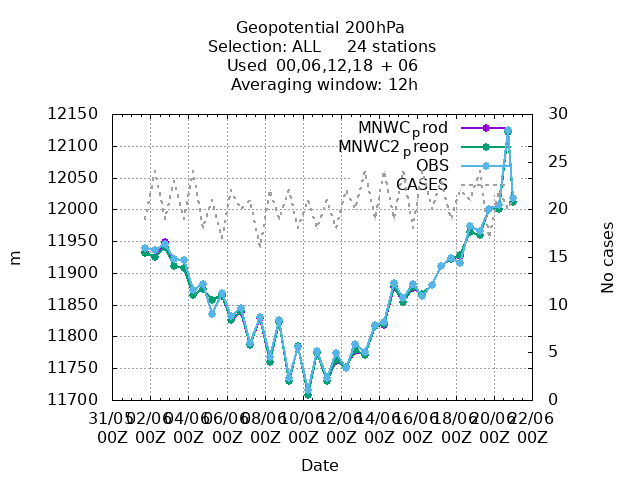 Geopotential 200hPa
Selection: ALL 24 stations
Used 00,06,12,18 + 06
Averaging window: 12h
12150
12100
12050
12000
11950
11900
11850
11800
11750
11700
m
30
25
20
15
10
5
0
No cases
MNWC_prod
MNWC2_preop
OBS
CASES
31/05 02/06 04/06 06/06 08/06 10/06 12/06 14/06 16/06 18/06 20/06 22/06
00Z 00Z 00Z 00Z 00Z 00Z 00Z 00Z 00Z 00Z 00Z 00Z
Date